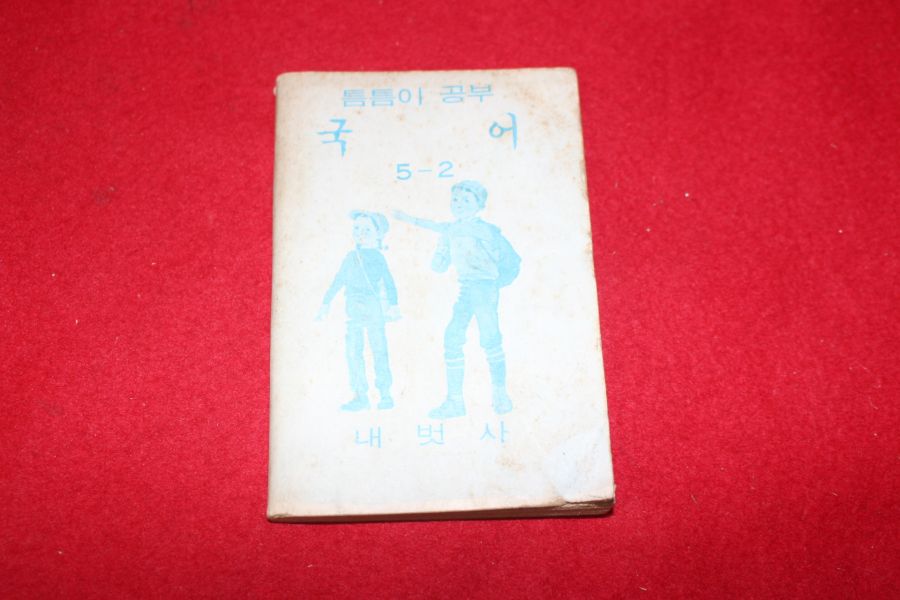 틈틈이 공부
국 어
5-2
내 벗 사